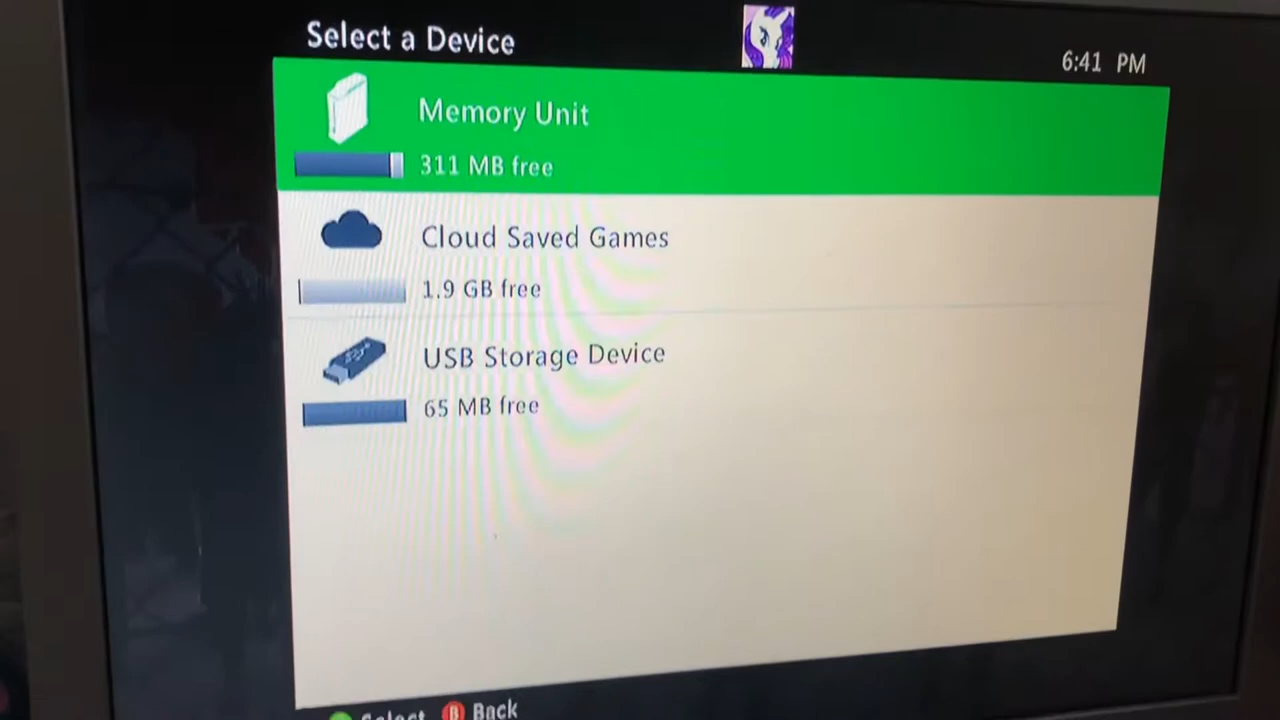 Select a Device
6:41 PM
Memory Unit
311 MB free
Cloud Saved Games
1.9 GB free
USB Storage Device
65 MB free
Select B Back